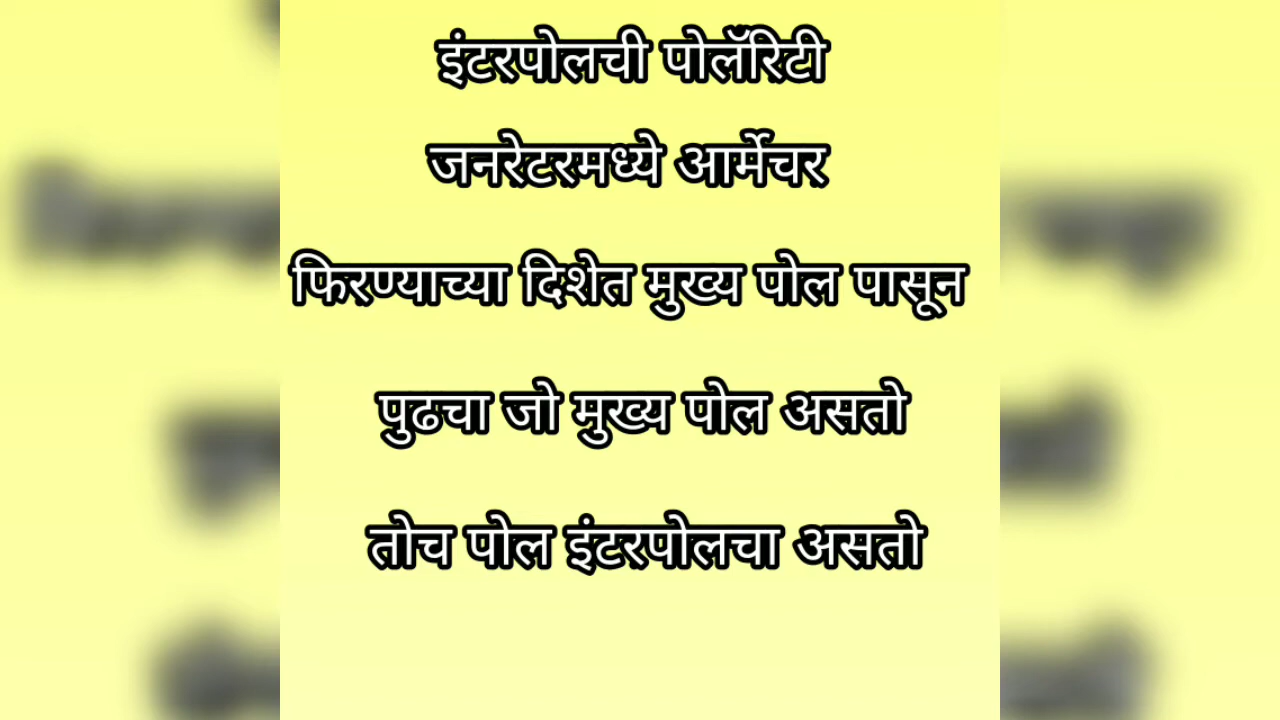 इंटरपोलची पोलॅरिटी
जनरेटरमध्ये आर्मेचर
फिरण्याच्या दिशेत मुख्य पोल पासून
पुढचा जो मुख्य पोल असतो
तोच पोल इंटरपोलचा असतो